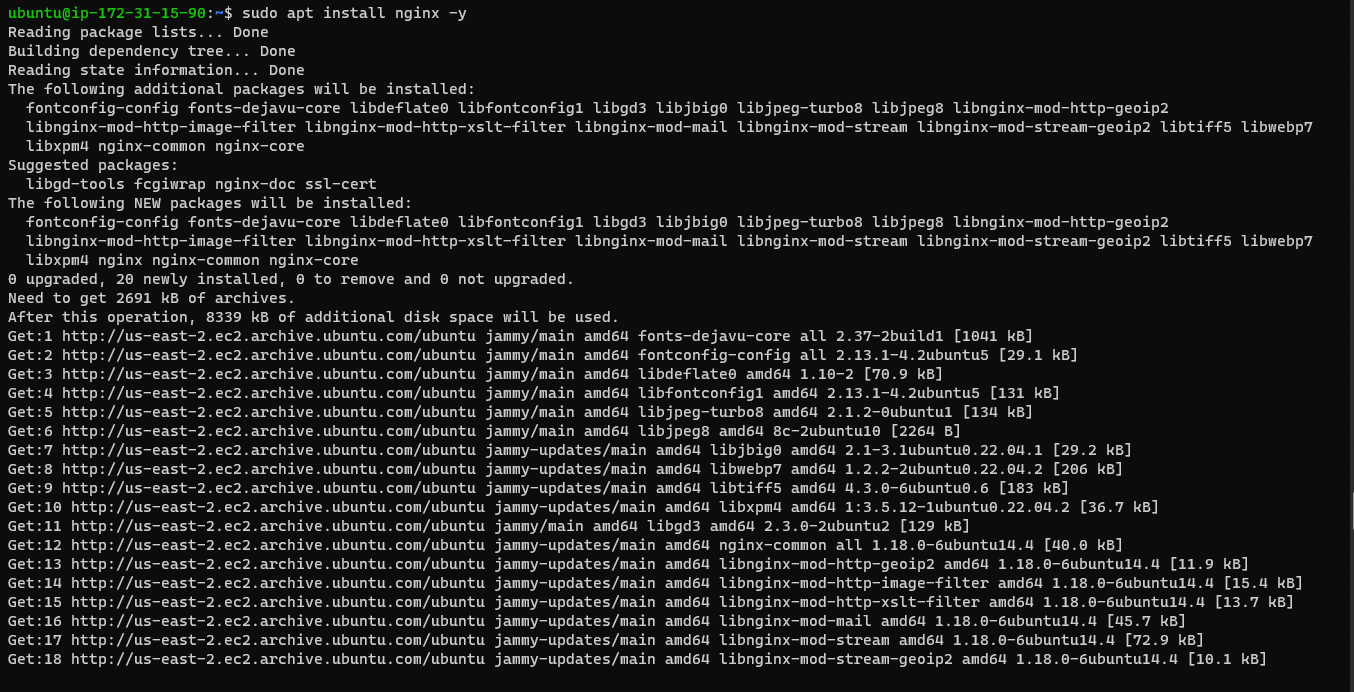 ubuntu@ip-172-31-15-90:~$ sudo apt install nginx -y
Reading package lists... Done
Building dependency tree... Done
Reading state information... Done
The following additional packages will be installed:
  fontconfig-config fonts-dejavu-core libdeflate0 libfontconfig1 libgd3 libjbig0 libjpeg-turbo8 libjpeg8 libnginx-mod-http-geoip2
  libnginx-mod-http-image-filter libnginx-mod-http-xslt-filter libnginx-mod-mail libnginx-mod-stream libnginx-mod-stream-geoip2 libtiff5 libwebp7
  libxpm4 nginx-common nginx-core
Suggested packages:
  libgd-tools fcgiwrap nginx-doc ssl-cert
The following NEW packages will be installed:
  fontconfig-config fonts-dejavu-core libdeflate0 libfontconfig1 libgd3 libjbig0 libjpeg-turbo8 libjpeg8 libnginx-mod-http-geoip2
  libnginx-mod-http-image-filter libnginx-mod-http-xslt-filter libnginx-mod-mail libnginx-mod-stream libnginx-mod-stream-geoip2 libtiff5 libwebp7
  libxpm4 nginx nginx-common nginx-core
0 upgraded, 20 newly installed, 0 to remove and 0 not upgraded.
Need to get 2691 kB of archives.
After this operation, 8339 kB of additional disk space will be used.
Get:1 http://us-east-2.ec2.archive.ubuntu.com/ubuntu jammy/main amd64 fonts-dejavu-core all 2.37-2build1 [1041 kB]
Get:2 http://us-east-2.ec2.archive.ubuntu.com/ubuntu jammy/main amd64 fontconfig-config all 2.13.1-4.2ubuntu5 [29.1 kB]
Get:3 http://us-east-2.ec2.archive.ubuntu.com/ubuntu jammy/main amd64 libdeflate0 amd64 1.10-2 [70.9 kB]
Get:4 http://us-east-2.ec2.archive.ubuntu.com/ubuntu jammy/main amd64 libfontconfig1 amd64 2.13.1-4.2ubuntu5 [131 kB]
Get:5 http://us-east-2.ec2.archive.ubuntu.com/ubuntu jammy/main amd64 libjpeg-turbo8 amd64 2.1.2-0ubuntu1 [134 kB]
Get:6 http://us-east-2.ec2.archive.ubuntu.com/ubuntu jammy/main amd64 libjpeg8 amd64 8c-2ubuntu10 [2264 B]
Get:7 http://us-east-2.ec2.archive.ubuntu.com/ubuntu jammy-updates/main amd64 libjbig0 amd64 2.1-3.1ubuntu0.22.04.1 [29.2 kB]
Get:8 http://us-east-2.ec2.archive.ubuntu.com/ubuntu jammy-updates/main amd64 libwebp7 amd64 1.2.2-2ubuntu0.22.04.2 [206 kB]
Get:9 http://us-east-2.ec2.archive.ubuntu.com/ubuntu jammy-updates/main amd64 libtiff5 amd64 4.3.0-6ubuntu0.6 [183 kB]
Get:10 http://us-east-2.ec2.archive.ubuntu.com/ubuntu jammy-updates/main amd64 libxpm4 amd64 1:3.5.12-1ubuntu0.22.04.2 [36.7 kB]
Get:11 http://us-east-2.ec2.archive.ubuntu.com/ubuntu jammy/main amd64 libgd3 amd64 2.3.0-2ubuntu2 [129 kB]
Get:12 http://us-east-2.ec2.archive.ubuntu.com/ubuntu jammy-updates/main amd64 nginx-common all 1.18.0-6ubuntu14.4 [40.0 kB]
Get:13 http://us-east-2.ec2.archive.ubuntu.com/ubuntu jammy-updates/main amd64 libnginx-mod-http-geoip2 amd64 1.18.0-6ubuntu14.4 [11.9 kB]
Get:14 http://us-east-2.ec2.archive.ubuntu.com/ubuntu jammy-updates/main amd64 libnginx-mod-http-image-filter amd64 1.18.0-6ubuntu14.4 [15.4 kB]
Get:15 http://us-east-2.ec2.archive.ubuntu.com/ubuntu jammy-updates/main amd64 libnginx-mod-http-xslt-filter amd64 1.18.0-6ubuntu14.4 [13.7 kB]
Get:16 http://us-east-2.ec2.archive.ubuntu.com/ubuntu jammy-updates/main amd64 libnginx-mod-mail amd64 1.18.0-6ubuntu14.4 [45.7 kB]
Get:17 http://us-east-2.ec2.archive.ubuntu.com/ubuntu jammy-updates/main amd64 libnginx-mod-stream amd64 1.18.0-6ubuntu14.4 [72.9 kB]
Get:18 http://us-east-2.ec2.archive.ubuntu.com/ubuntu jammy-updates/main amd64 libnginx-mod-stream-geoip2 amd64 1.18.0-6ubuntu14.4 [10.1 kB]